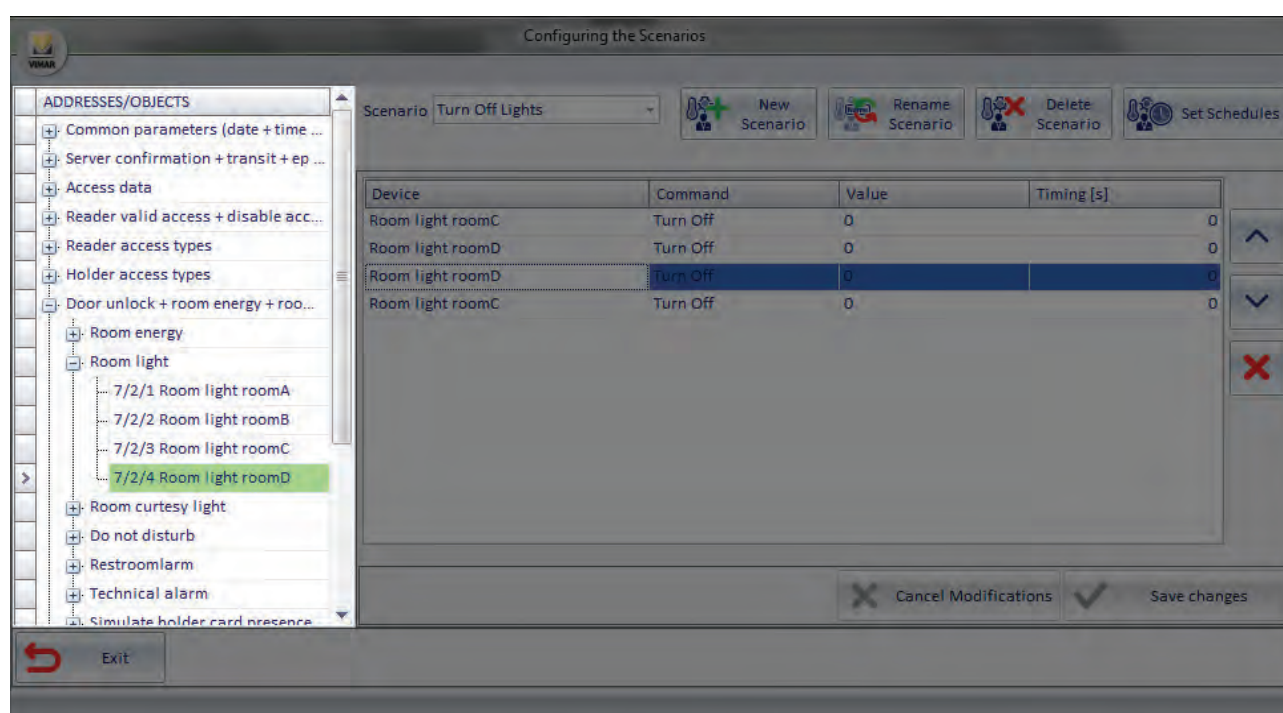 Configuring the Scenarios
VIMAR
ADDRESSES/OBJECTS
Common parameters (date + time ...
Server confirmation + transit + ep ...
Access data
Reader valid access + disable acc...
Reader access types
Holder access types
Door unlock + room energy + roo...
Room energy
Room light
7/2/1 Room light roomA
7/2/2 Room light roomB
7/2/3 Room light roomC
7/2/4 Room light roomD
Room curtesy light
Do not disturb
Restroomlarm
Technical alarm
Simulate holder card presence
Scenario Turn Off Lights
New Scenario
Rename Scenario
Delete Scenario
Set Schedules
Device Command Value Timing [s]
Room light roomC Turn Off 0 0
Room light roomD Turn Off 0 0
Room light roomD Turn Off 0 0
Room light roomC Turn Off 0 0
Cancel Modifications
Save changes
Exit